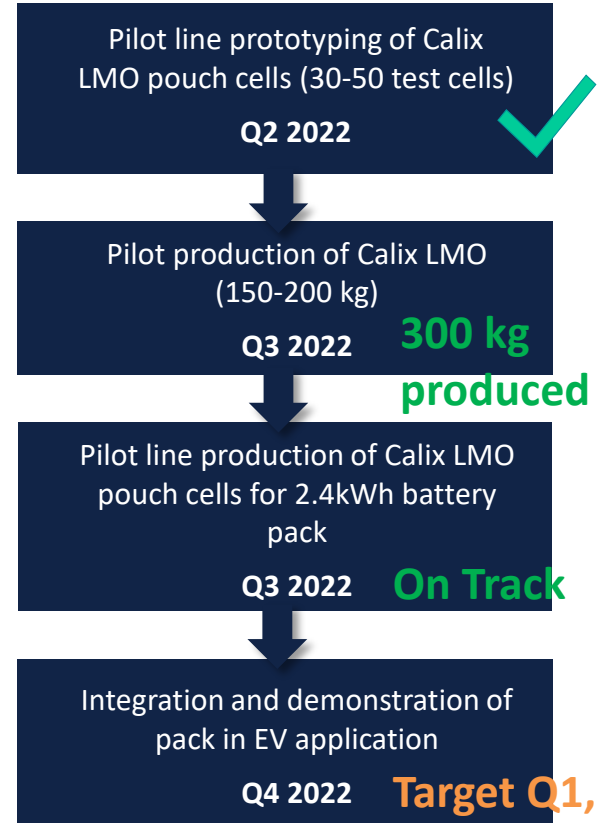 Pilot line prototyping of Calix
LMO pouch cells (30-50 test cells)
Q2 2022
Pilot production of Calix LMO
(150-200 kg)
Q3 2022
300 kg
produced
Pilot line production of Calix LMO
pouch cells for 2.4kWh battery
pack
Q3 2022
On Track
Integration and demonstration of
pack in EV application
Q4 2022
Target Q1,